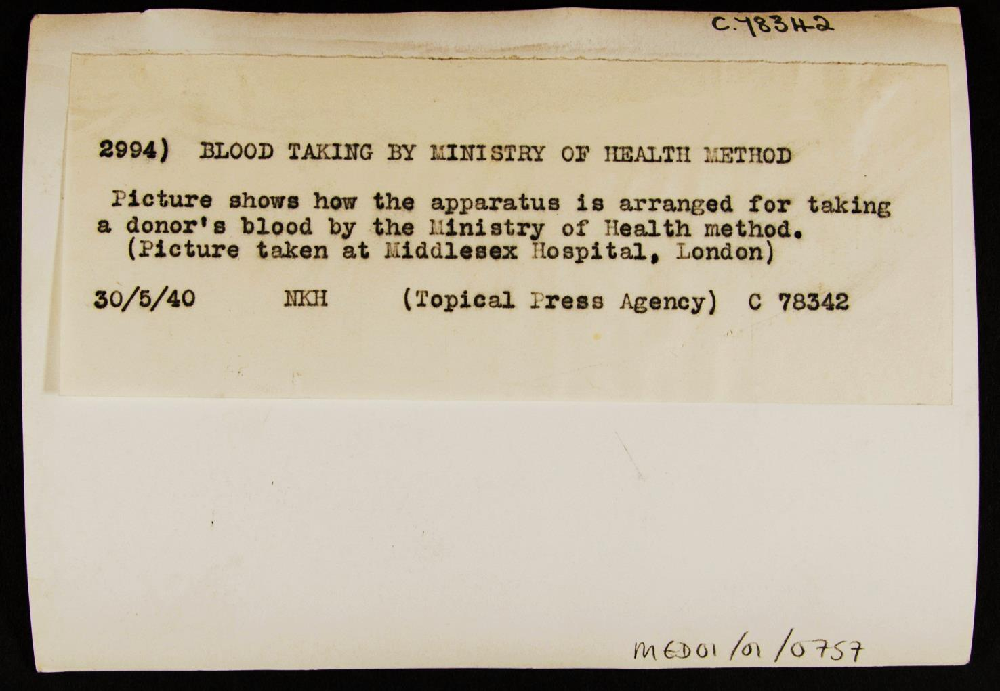 C.78342
2994) BLOOD TAKING BY MINISTRY OF HEALTH METHOD
Picture shows how the apparatus is arranged for taking
a donor's blood by the Ministry of Health method.
(Picture taken at Middlesex Hospital, London)
30/5/40 NKH (Topical Press Agency) C 78342
MED01/01/0757